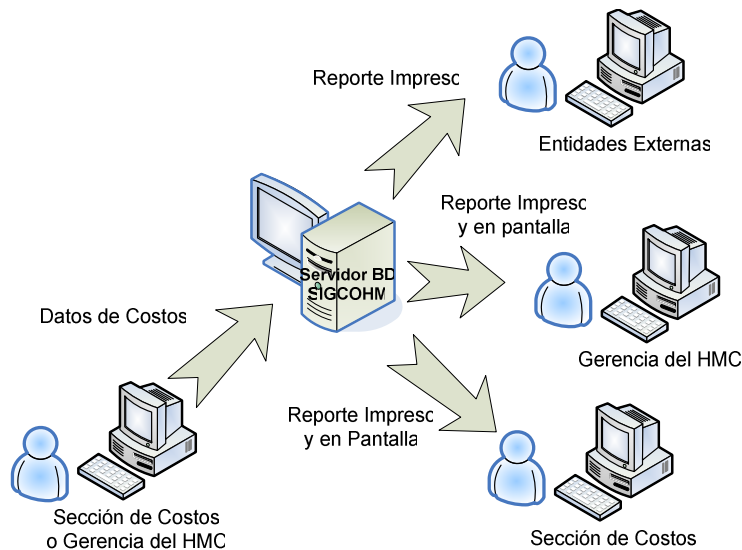 Reporte Impreso
Entidades Externas
Reporte Impreso
y en pantalla
Servidor BD
SIGCOHM
Gerencia del HMC
Datos de Costos
Reporte Impreso
y en Pantalla
Sección de Costos
o Gerencia del HMC
Sección de Costos